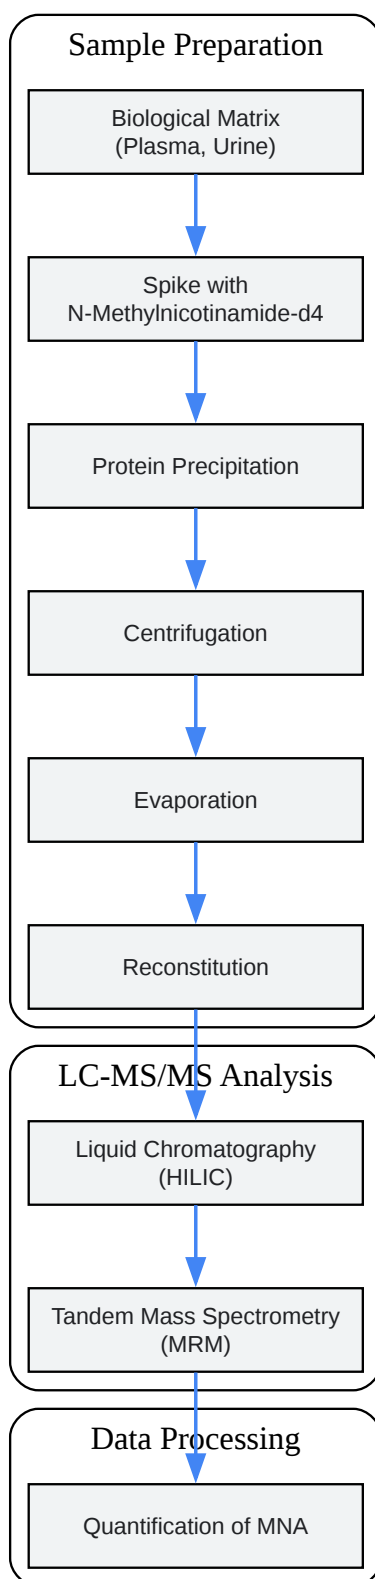 Sample Preparation
Biological Matrix
(Plasma, Urine)
Spike with
N-Methylnicotinamide-d4
Protein Precipitation
Centrifugation
Evaporation
Reconstitution
LC-MS/MS Analysis
Liquid Chromatography
(HILIC)
Tandem Mass Spectrometry
(MRM)
Data Processing
Quantification of MNA